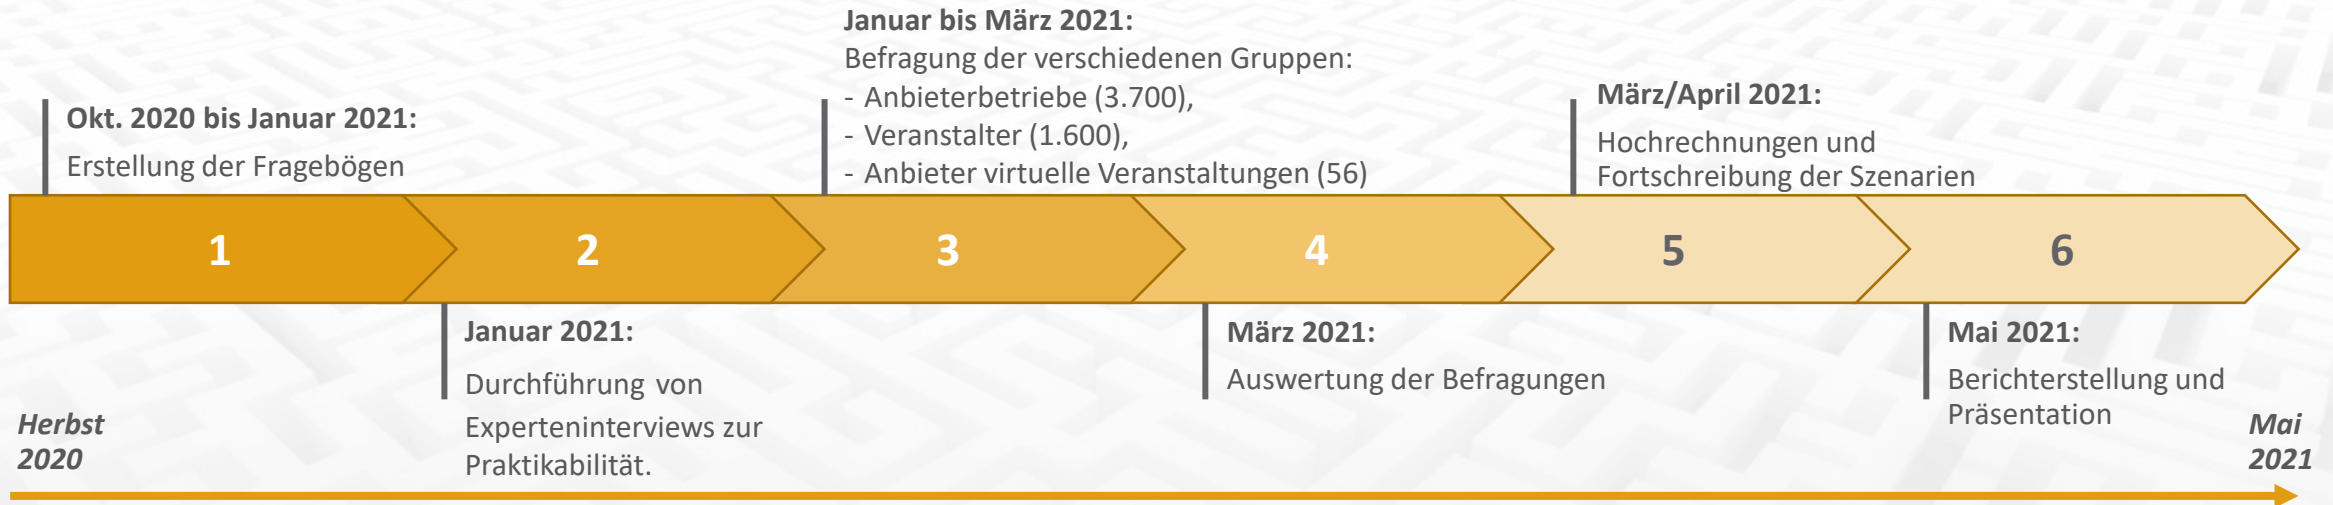 Okt. 2020 bis Januar 2021:
Erstellung der Fragebögen
Januar bis März 2021:
Befragung der verschiedenen Gruppen:
- Anbieterbetriebe (3.700),
- Veranstalter (1.600),
- Anbieter virtuelle Veranstaltungen (56)
März/April 2021:
Hochrechnungen und
Fortschreibung der Szenarien
1
2
3
4
5
6
Januar 2021:
Durchführung von
Experteninterviews zur
Praktikabilität.
März 2021:
Auswertung der Befragungen
Mai 2021:
Berichterstellung und
Präsentation
Herbst
2020
Mai
2021